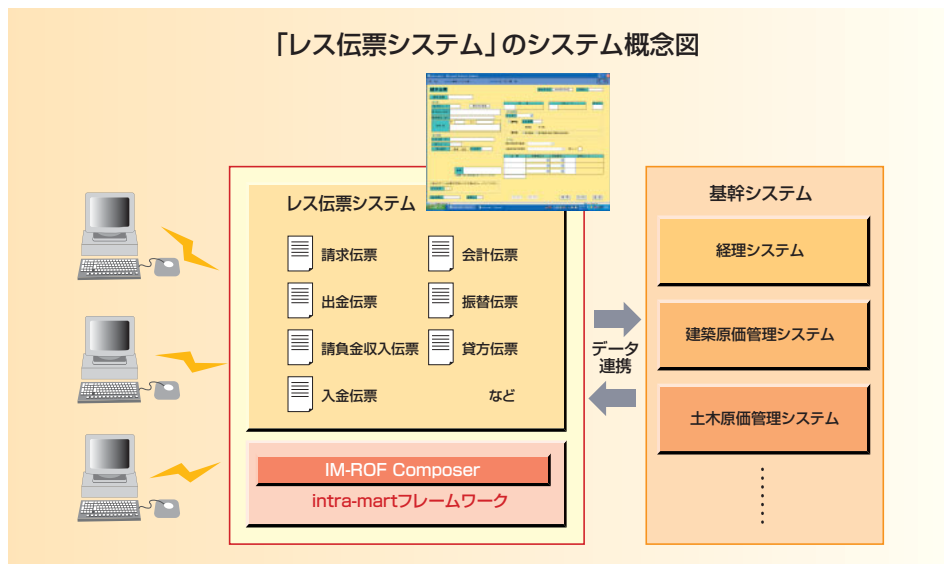 「レス伝票システム」のシステム概念図
レス伝票システム
請求伝票
会計伝票
出金伝票
振替伝票
請負金収入伝票
貸方伝票
入金伝票
など
IM-ROF Composer
intra-martフレームワーク
データ
連携
基幹システム
経理システム
建築原価管理システム
土木原価管理システム